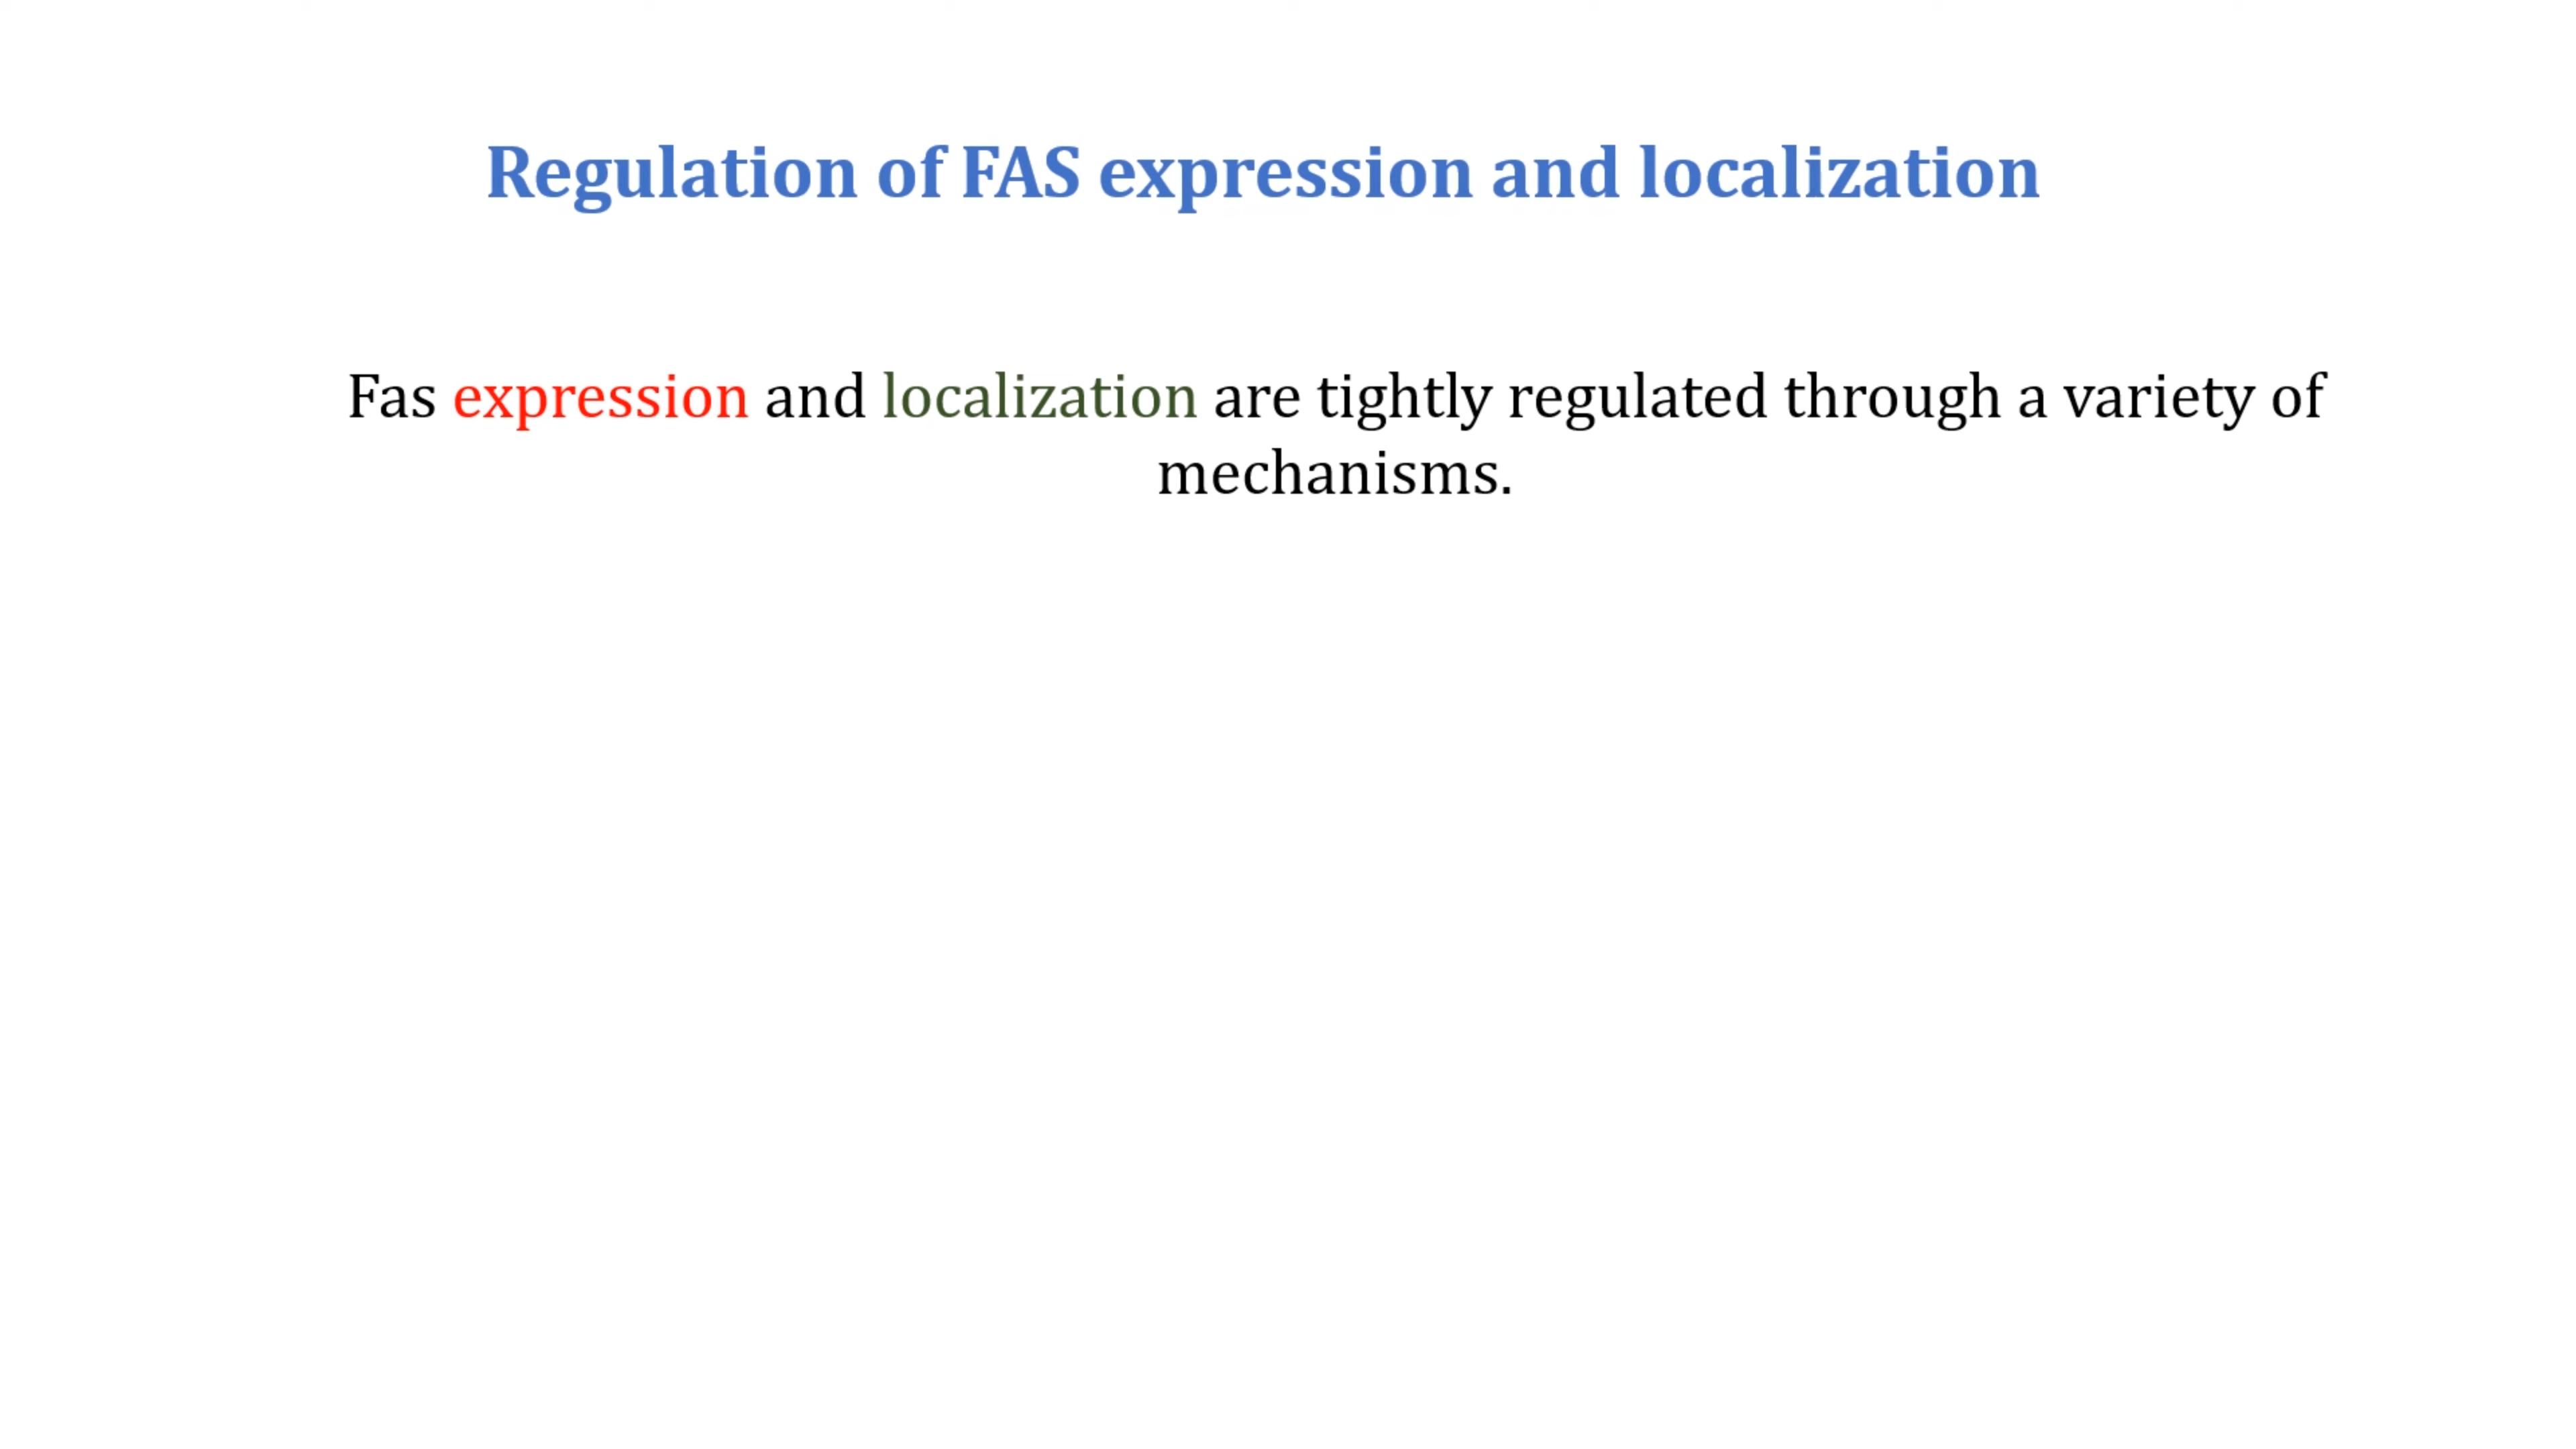 Regulation of FAS expression and localization
Fas expression and localization are tightly regulated through a variety of
mechanisms.